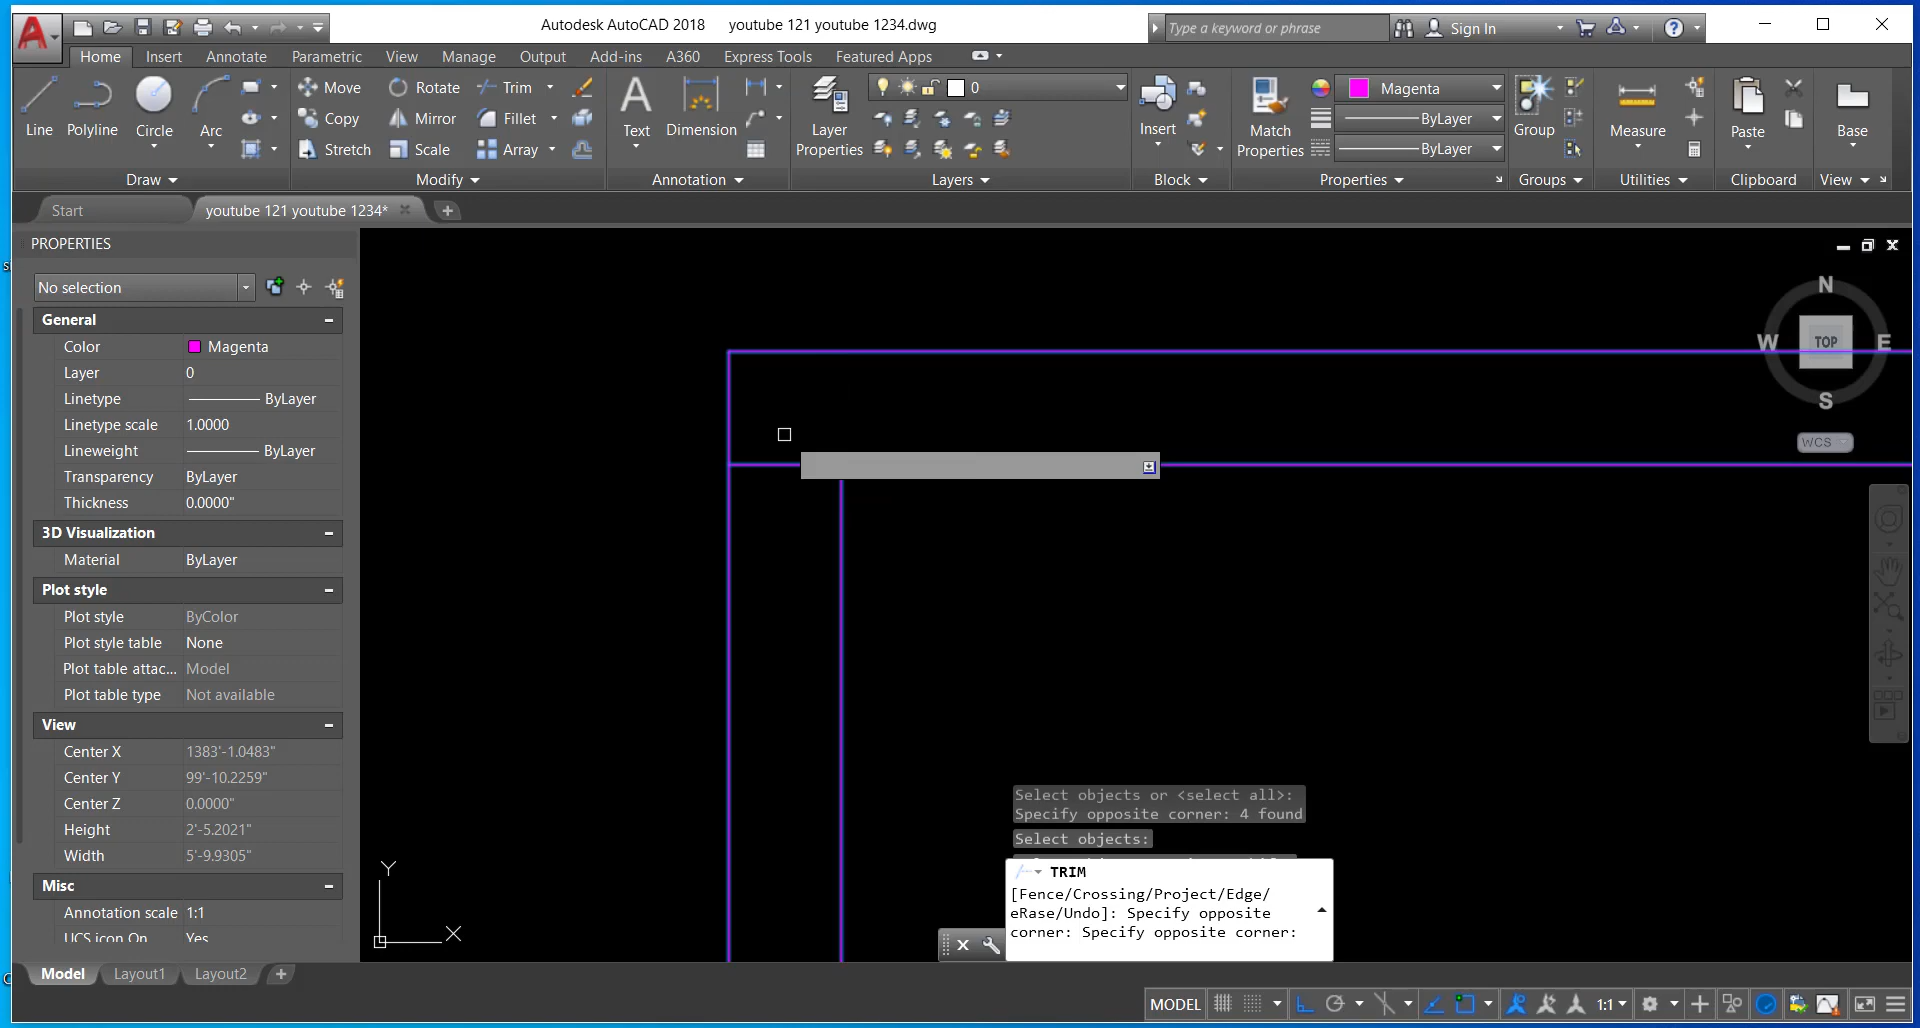 Autodesk AutoCAD 2018 youtube 121 youtube 1234.dwg
Type a keyword or phrase
Sign In
Home Insert Annotate Parametric View Manage Output Add-ins A360 Express Tools Featured Apps
Line
Polyline
Circle
Arc
Draw
Move
Rotate
Trim
Copy
Mirror
Fillet
Stretch
Scale
Array
Modify
Text
Dimension
Annotation
Layer
Properties
0
Layers
Insert
Block
Match
Properties
Magenta
ByLayer
ByLayer
Properties
Group
Groups
Measure
Utilities
Paste
Clipboard
Base
View
Start
youtube 121 youtube 1234*
PROPERTIES
No selection
General
Color Magenta
Layer 0
Linetype ByLayer
Linetype scale 1.0000
Lineweight ByLayer
Transparency ByLayer
Thickness 0.0000"
3D Visualization
Material ByLayer
Plot style
Plot style ByColor
Plot style table None
Plot table attac... Model
Plot table type Not available
View
Center X 1383'-1.0483"
Center Y 99'-10.2259"
Center Z 0.0000"
Height 2'-5.2021"
Width 5'-9.9305"
Misc
Annotation scale 1:1
UCS icon On Yes
N
W TOP E
S
WCS
Y
X
Select objects or <select all>:
Specify opposite corner: 4 found
Select objects:
TRIM
[Fence/Crossing/Project/Edge/
eRase/Undo]: Specify opposite
corner: Specify opposite corner:
Model Layout1 Layout2
MODEL
1:1